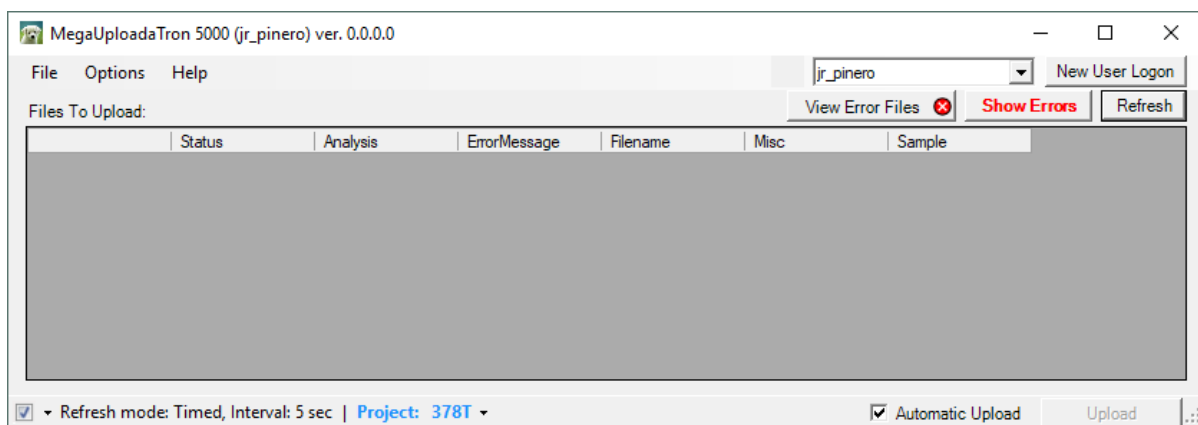 MegaUploadaTron 5000 (jr_pinero) ver. 0.0.0.0
File Options Help jr_pinero New User Logon
Files To Upload: View Error Files Show Errors Refresh
Status Analysis ErrorMessage Filename Misc Sample
Refresh mode: Timed, Interval: 5 sec | Project: 378T Automatic Upload Upload